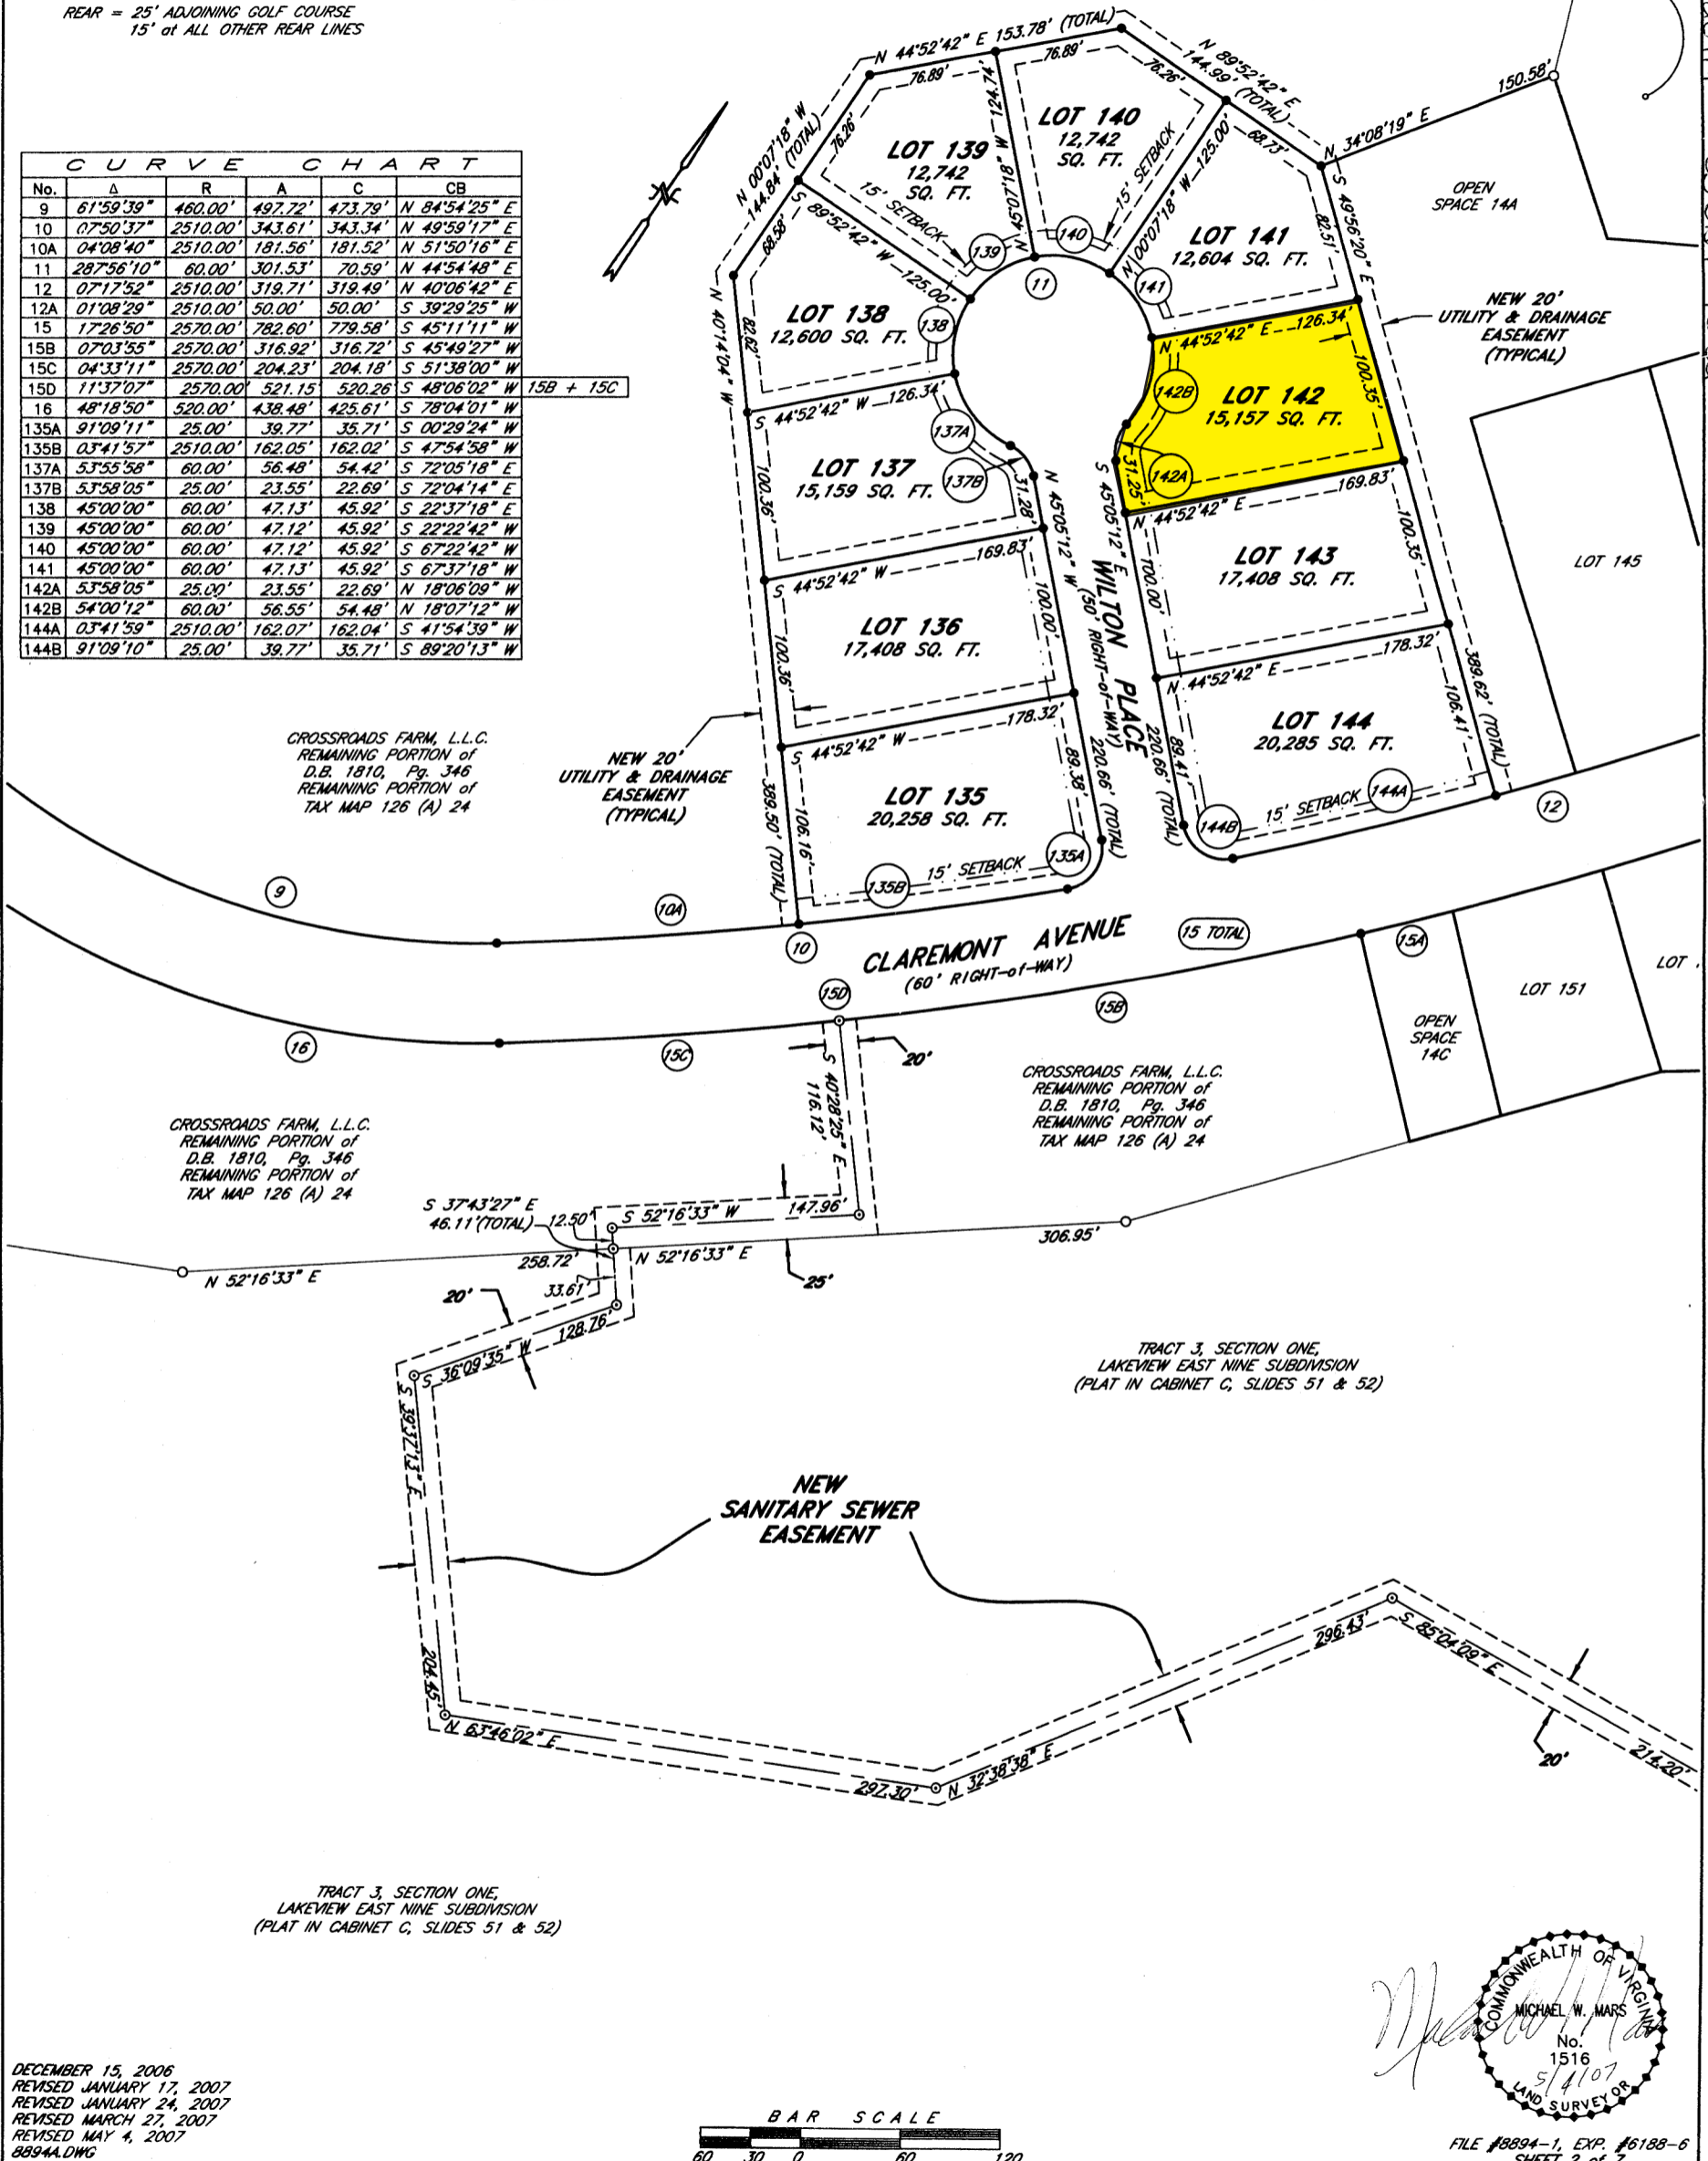 REAR = 25' ADJOINING GOLF COURSE
15' at ALL OTHER REAR LINES
CURVE CHART
No. Δ R A C CB
9 61°59'39" 460.00' 497.72' 473.79' N 84°54'25" E
10 07°50'37" 2510.00' 343.61' 343.34' N 49°59'17" E
10A 04°08'40" 2510.00' 181.56' 181.52' N 51°50'16" E
11 287°56'10" 60.00' 301.53' 70.59' N 44°54'48" E
12 07°17'52" 2510.00' 319.71' 319.49' N 40°06'42" E
12A 01°08'29" 2510.00' 50.00' 50.00' S 39°29'25" W
15 17°26'50" 2570.00' 782.60' 779.58' S 45°11'11" W
15B 07°03'55" 2570.00' 316.92' 316.72' S 45°49'27" W
15C 04°33'11" 2570.00' 204.23' 204.18' S 51°38'00" W
15D 11°37'07" 2570.00' 521.15' 520.26 S 48°06'02" W 15B + 15C
16 48°18'50" 520.00' 438.48' 425.61' S 78°04'01" W
135A 91°09'11" 25.00' 39.77' 35.71' S 00°29'24" W
135B 03°41'57" 2510.00' 162.05' 162.02' S 47°54'58" W
137A 53°55'58" 60.00' 56.48' 54.42' S 72°05'18" E
137B 53°58'05" 25.00' 23.55' 22.69' S 72°04'14" E
138 45°00'00" 60.00' 47.13' 45.92' S 22°37'18" E
139 45°00'00" 60.00' 47.12' 45.92' S 22°22'42" W
140 45°00'00" 60.00' 47.12' 45.92' S 67°22'42" W
141 45°00'00" 60.00' 47.13' 45.92' S 67°37'18" W
142A 53°58'05" 25.00' 23.55' 22.69' N 18°06'09" W
142B 54°00'12" 60.00' 56.55' 54.48' N 18°07'12" W
144A 03°41'59" 2510.00' 162.07' 162.04' S 41°54'39" W
144B 91°09'10" 25.00' 39.77' 35.71' S 89°20'13" W
N 44°52'42" E 153.78' (TOTAL)
76.89'
76.89'
N 89°52'42" E
144.99' (TOTAL)
76.26'
68.73'
N 34°08'19" E 150.58'
N 00°07'18" W
144.84' (TOTAL)
76.26'
68.58'
N 45°07'18" W 124.74'
LOT 139
12,742
SQ. FT.
LOT 140
12,742
SQ. FT.
15' SETBACK
15' SETBACK
S 89°52'42" W 125.00'
N 00°07'18" W 125.00'
139
140
11
141
138
LOT 141
12,604 SQ. FT.
S 49°56'20" E
82.51'
OPEN
SPACE 14A
NEW 20'
UTILITY & DRAINAGE
EASEMENT
(TYPICAL)
LOT 138
12,600 SQ. FT.
N 40°14'04" W
82.62'
N 44°52'42" E 126.34'
S 44°52'42" W 126.34'
142B
LOT 142
15,157 SQ. FT.
100.35'
142A
31.25'
137A
137B
LOT 137
15,159 SQ. FT.
100.36'
31.28'
N 44°52'42" E 169.83'
S 44°52'42" W 169.83'
N 45°05'12" W
S 45°05'12" E
WILTON PLACE
(50' RIGHT-of-WAY)
LOT 143
17,408 SQ. FT.
100.00'
100.35'
LOT 145
LOT 136
17,408 SQ. FT.
100.36'
100.00'
N 44°52'42" E 178.32'
S 44°52'42" W 178.32'
LOT 144
20,285 SQ. FT.
89.41'
220.66' (TOTAL)
106.41'
389.62' (TOTAL)
15' SETBACK
144A
144B
12
LOT 135
20,258 SQ. FT.
89.38'
220.66' (TOTAL)
106.16'
389.50' (TOTAL)
15' SETBACK
135A
135B
NEW 20'
UTILITY & DRAINAGE
EASEMENT
(TYPICAL)
CROSSROADS FARM, L.L.C.
REMAINING PORTION of
D.B. 1810, Pg. 346
REMAINING PORTION of
TAX MAP 126 (A) 24
9
10A
10
CLAREMONT AVENUE
(60' RIGHT-of-WAY)
15 TOTAL
15A
15D
15B
15C
16
LOT
LOT 151
OPEN
SPACE
14C
20'
S 40°28'25" E
116.12'
CROSSROADS FARM, L.L.C.
REMAINING PORTION of
D.B. 1810, Pg. 346
REMAINING PORTION of
TAX MAP 126 (A) 24
CROSSROADS FARM, L.L.C.
REMAINING PORTION of
D.B. 1810, Pg. 346
REMAINING PORTION of
TAX MAP 126 (A) 24
S 37°43'27" E
46.11'(TOTAL)
12.50'
S 52°16'33" W 147.96'
306.95'
258.72'
N 52°16'33" E
N 52°16'33" E
33.61'
25'
20'
128.76'
S 36°09'35" W
TRACT 3, SECTION ONE,
LAKEVIEW EAST NINE SUBDIVISION
(PLAT IN CABINET C, SLIDES 51 & 52)
S 39°37'13" E
204.45'
NEW
SANITARY SEWER
EASEMENT
N 63°46'02" E
297.30'
N 32°38'38" E
296.43'
S 85°04'09" E
214.20'
20'
TRACT 3, SECTION ONE,
LAKEVIEW EAST NINE SUBDIVISION
(PLAT IN CABINET C, SLIDES 51 & 52)
COMMONWEALTH OF VIRGINIA
MICHAEL W. MARS
No.
1516
5/4/07
LAND SURVEYOR
DECEMBER 15, 2006
REVISED JANUARY 17, 2007
REVISED JANUARY 24, 2007
REVISED MARCH 27, 2007
REVISED MAY 4, 2007
8894A.DWG
BAR SCALE
60 30 0 60 120
FILE #8894-1, EXP. #6188-6
SHEET 2 of 7